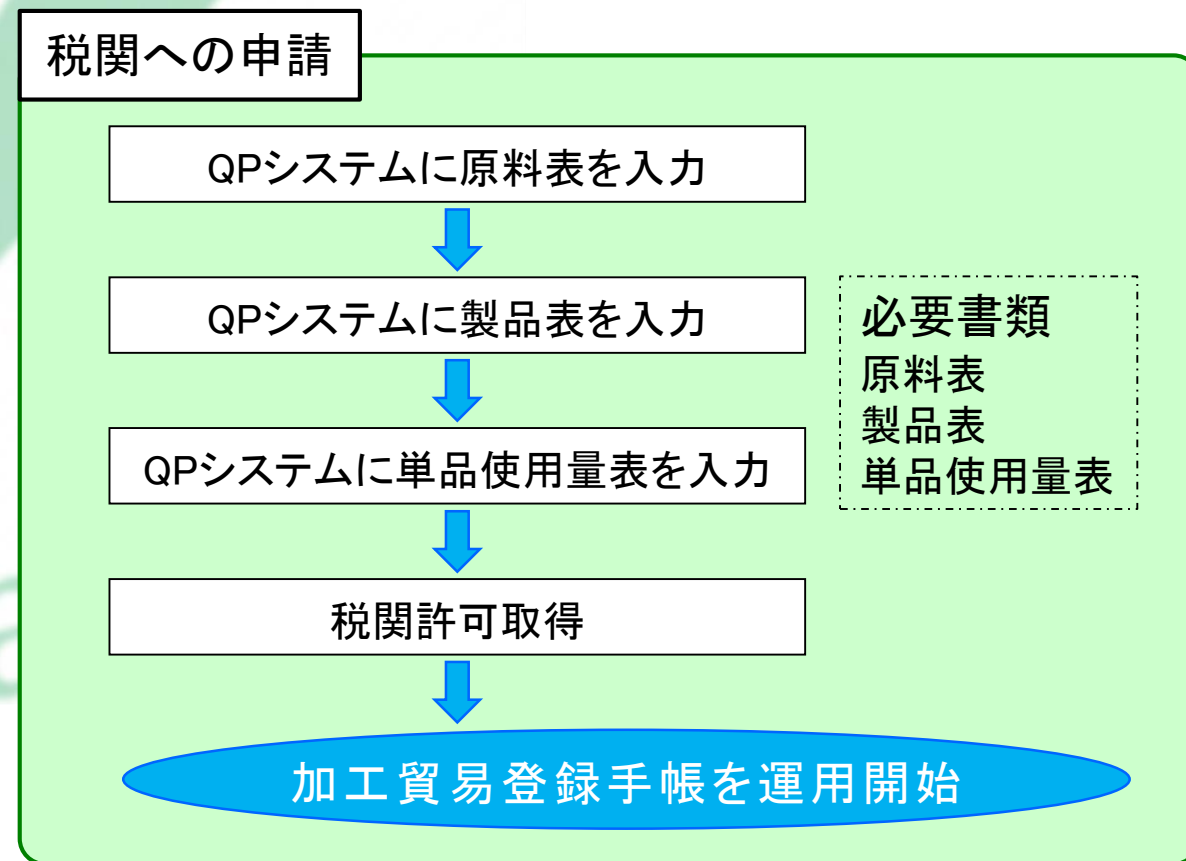 税関への申請
QPシステムに原料表を入力
QPシステムに製品表を入力
QPシステムに単品使用量表を入力
税関許可取得
加工貿易登録手帳を運用開始
必要書類
原料表
製品表
単品使用量表